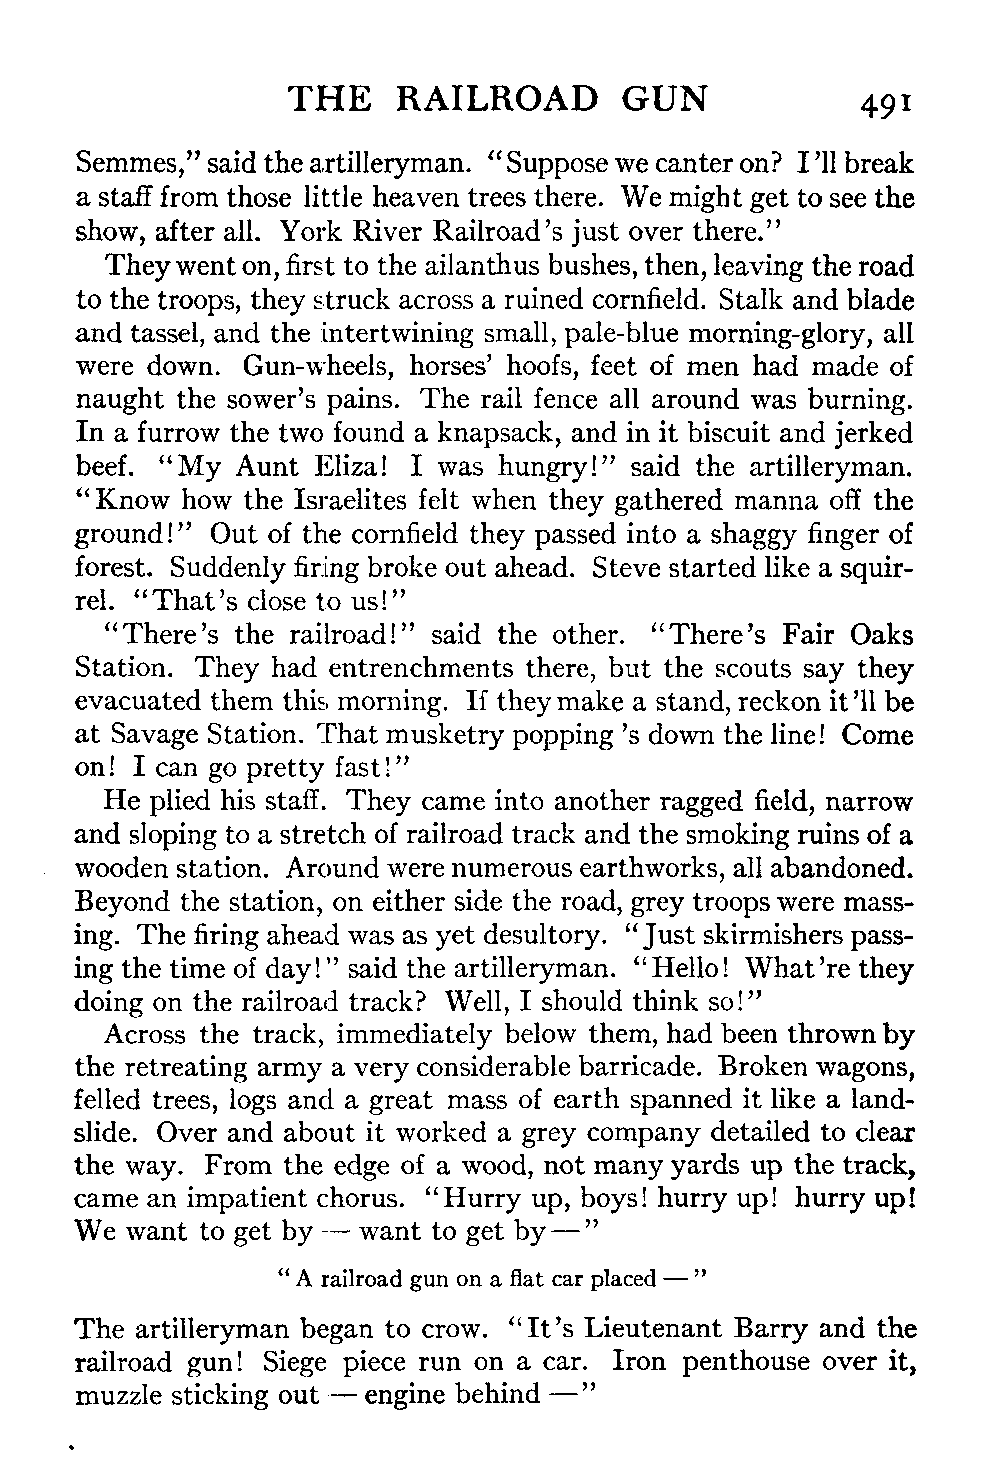 THE RAILROAD GUN 491
Semmes," said the artilleryman. "Suppose we canter on? I'll break
a staff from those little heaven trees there. We might get to see the
show, after all. York River Railroad's just over there."
They went on, first to the ailanthus bushes, then, leaving the road
to the troops, they struck across a ruined cornfield. Stalk and blade
and tassel, and the intertwining small, pale-blue morning-glory, all
were down. Gun-wheels, horses' hoofs, feet of men had made of
naught the sower's pains. The rail fence all around was burning.
In a furrow the two found a knapsack, and in it biscuit and jerked
beef. "My Aunt Eliza! I was hungry!" said the artilleryman.
"Know how the Israelites felt when they gathered manna off the
ground!" Out of the cornfield they passed into a shaggy finger of
forest. Suddenly firing broke out ahead. Steve started like a squir-
rel. "That's close to us!"
"There's the railroad!" said the other. "There's Fair Oaks
Station. They had entrenchments there, but the scouts say they
evacuated them this morning. If they make a stand, reckon it'll be
at Savage Station. That musketry popping 's down the line! Come
on! I can go pretty fast!"
He plied his staff. They came into another ragged field, narrow
and sloping to a stretch of railroad track and the smoking ruins of a
wooden station. Around were numerous earthworks, all abandoned.
Beyond the station, on either side the road, grey troops were mass-
ing. The firing ahead was as yet desultory. "Just skirmishers pass-
ing the time of day!" said the artilleryman. "Hello! What're they
doing on the railroad track? Well, I should think so!"
Across the track, immediately below them, had been thrown by
the retreating army a very considerable barricade. Broken wagons,
felled trees, logs and a great mass of earth spanned it like a land-
slide. Over and about it worked a grey company detailed to clear
the way. From the edge of a wood, not many yards up the track,
came an impatient chorus. "Hurry up, boys! hurry up! hurry up!
We want to get by — want to get by —"
"A railroad gun on a flat car placed — "
The artilleryman began to crow. "It's Lieutenant Barry and the
railroad gun! Siege piece run on a car. Iron penthouse over it,
muzzle sticking out — engine behind —"